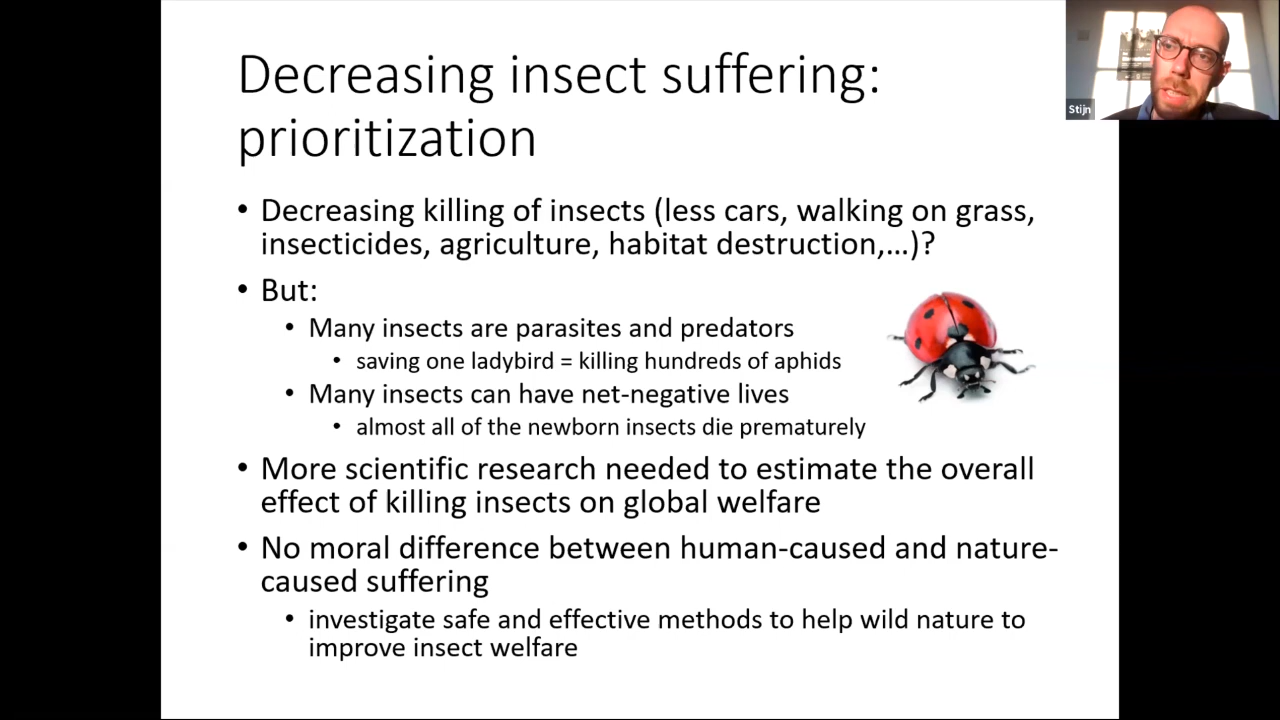 Decreasing insect suffering:
prioritization
• Decreasing killing of insects (less cars, walking on grass,
insecticides, agriculture, habitat destruction,…)?
• But:
• Many insects are parasites and predators
• saving one ladybird = killing hundreds of aphids
• Many insects can have net-negative lives
• almost all of the newborn insects die prematurely
• More scientific research needed to estimate the overall
effect of killing insects on global welfare
• No moral difference between human-caused and nature-
caused suffering
• investigate safe and effective methods to help wild nature to
improve insect welfare
Stijn